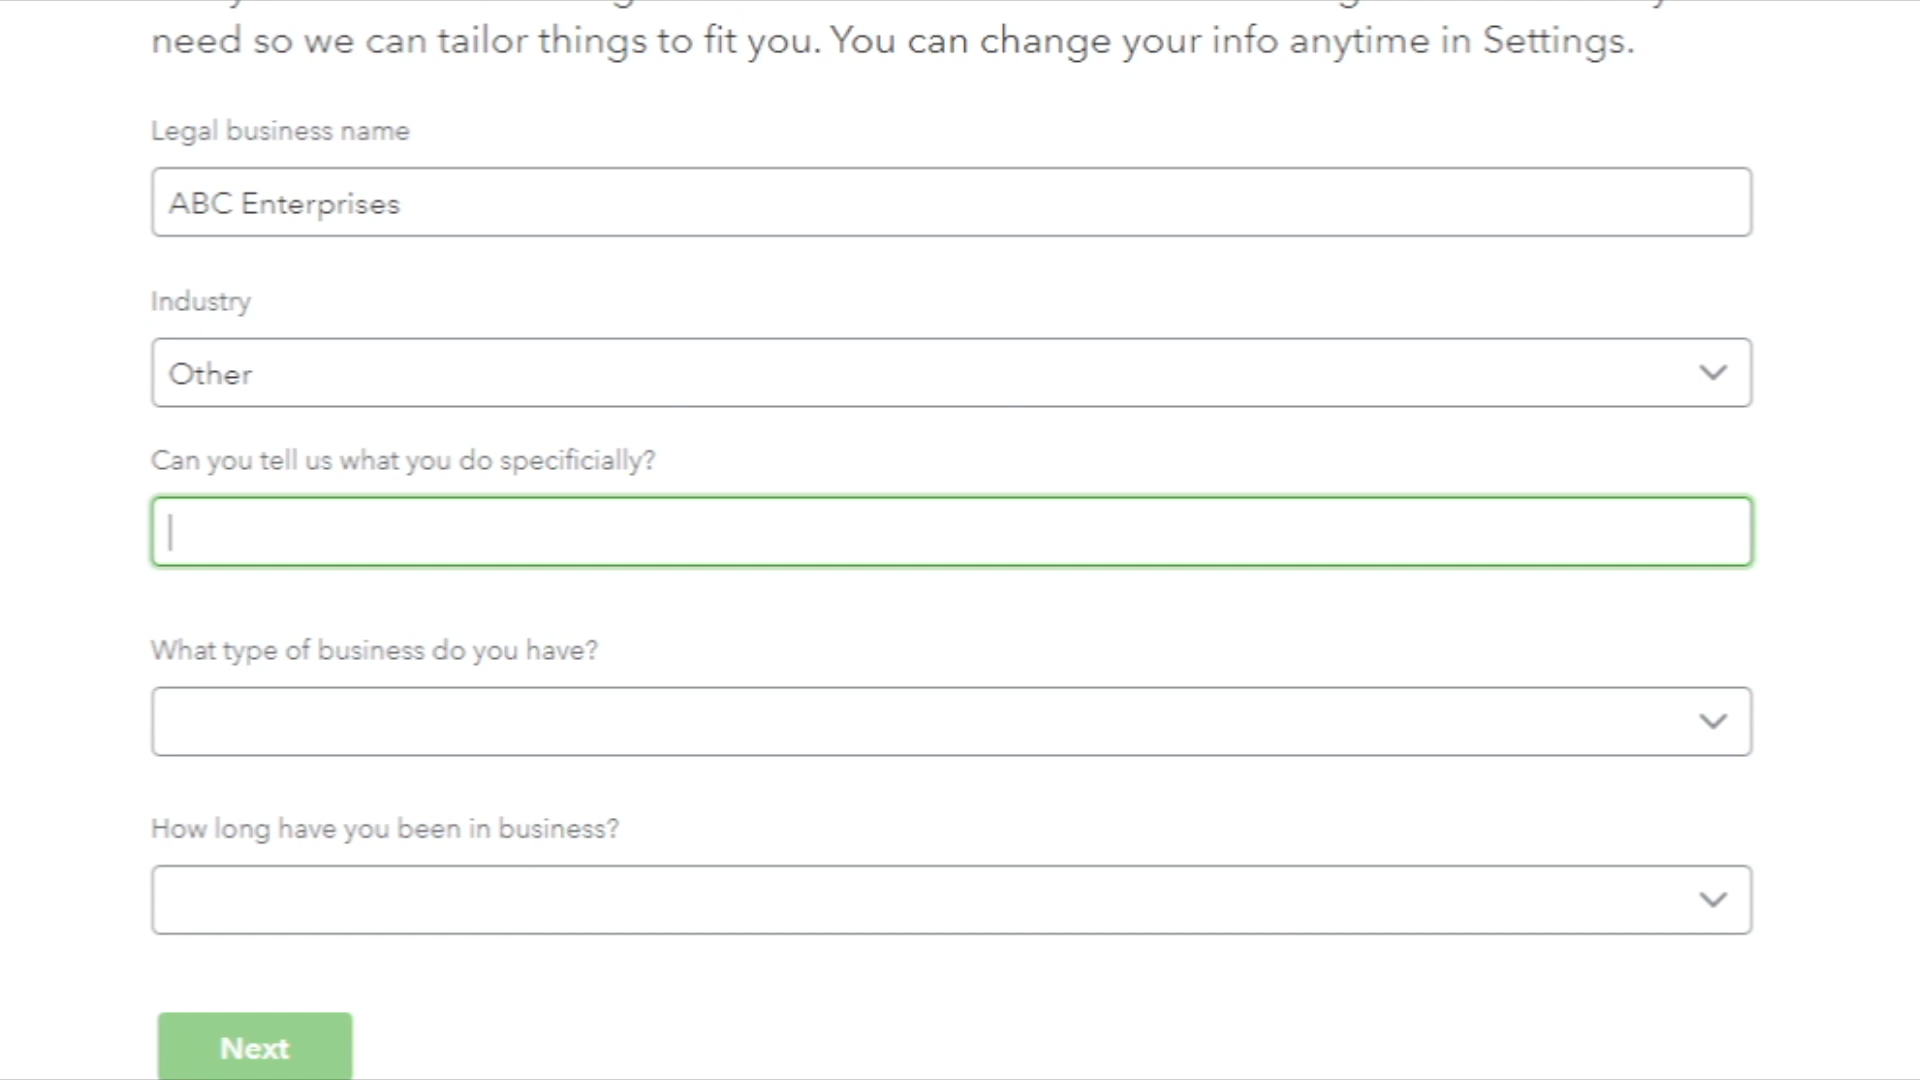 need so we can tailor things to fit you. You can change your info anytime in Settings.
Legal business name
ABC Enterprises
Industry
Other
Can you tell us what you do specificially?
What type of business do you have?
How long have you been in business?
Next